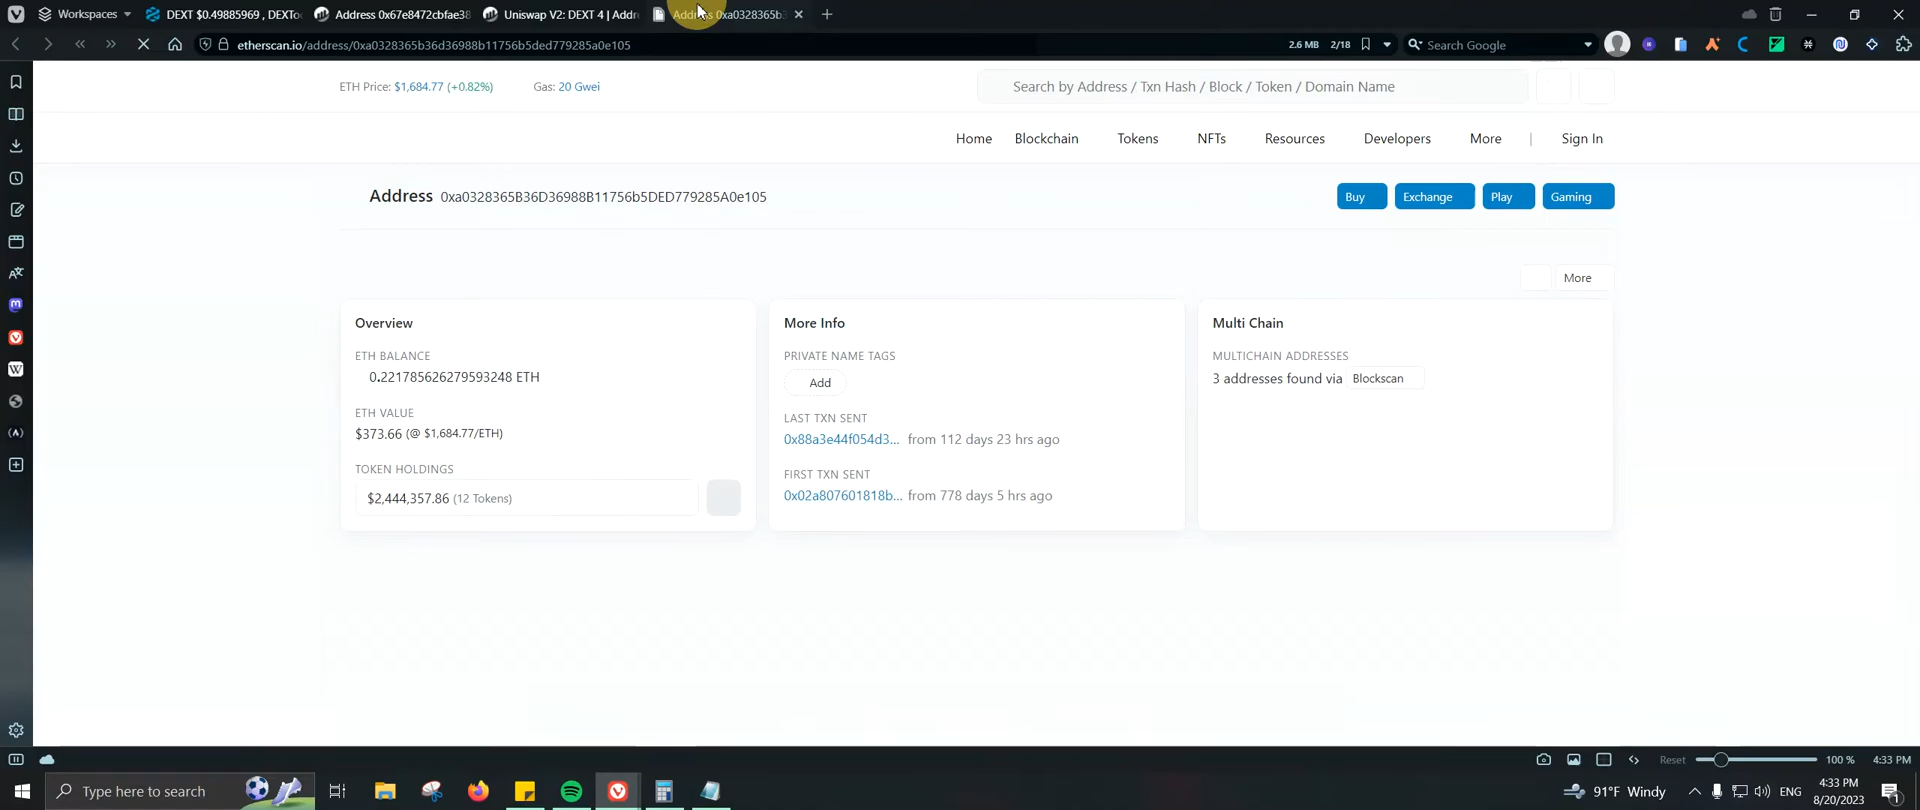 Workspaces
DEXT $0.49885969 , DEXToo
Address 0x67e8472cbfae38
Uniswap V2: DEXT 4 | Addre
Address 0xa0328365b3
etherscan.io/address/0xa0328365b36d36988b11756b5ded779285a0e105
2.6 MB 2/18
Search Google
ETH Price: $1,684.77 (+0.82%) Gas: 20 Gwei
Search by Address / Txn Hash / Block / Token / Domain Name
Home Blockchain Tokens NFTs Resources Developers More | Sign In
Address 0xa0328365B36D36988B11756b5DED779285A0e105
Buy Exchange Play Gaming
More
Overview
ETH BALANCE
0.221785626279593248 ETH
ETH VALUE
$373.66 (@ $1,684.77/ETH)
TOKEN HOLDINGS
$2,444,357.86 (12 Tokens)
More Info
PRIVATE NAME TAGS
Add
LAST TXN SENT
0x88a3e44f054d3... from 112 days 23 hrs ago
FIRST TXN SENT
0x02a807601818b... from 778 days 5 hrs ago
Multi Chain
MULTICHAIN ADDRESSES
3 addresses found via Blockscan
Reset 100 % 4:33 PM
Type here to search
91°F Windy
ENG
4:33 PM
8/20/2023
1